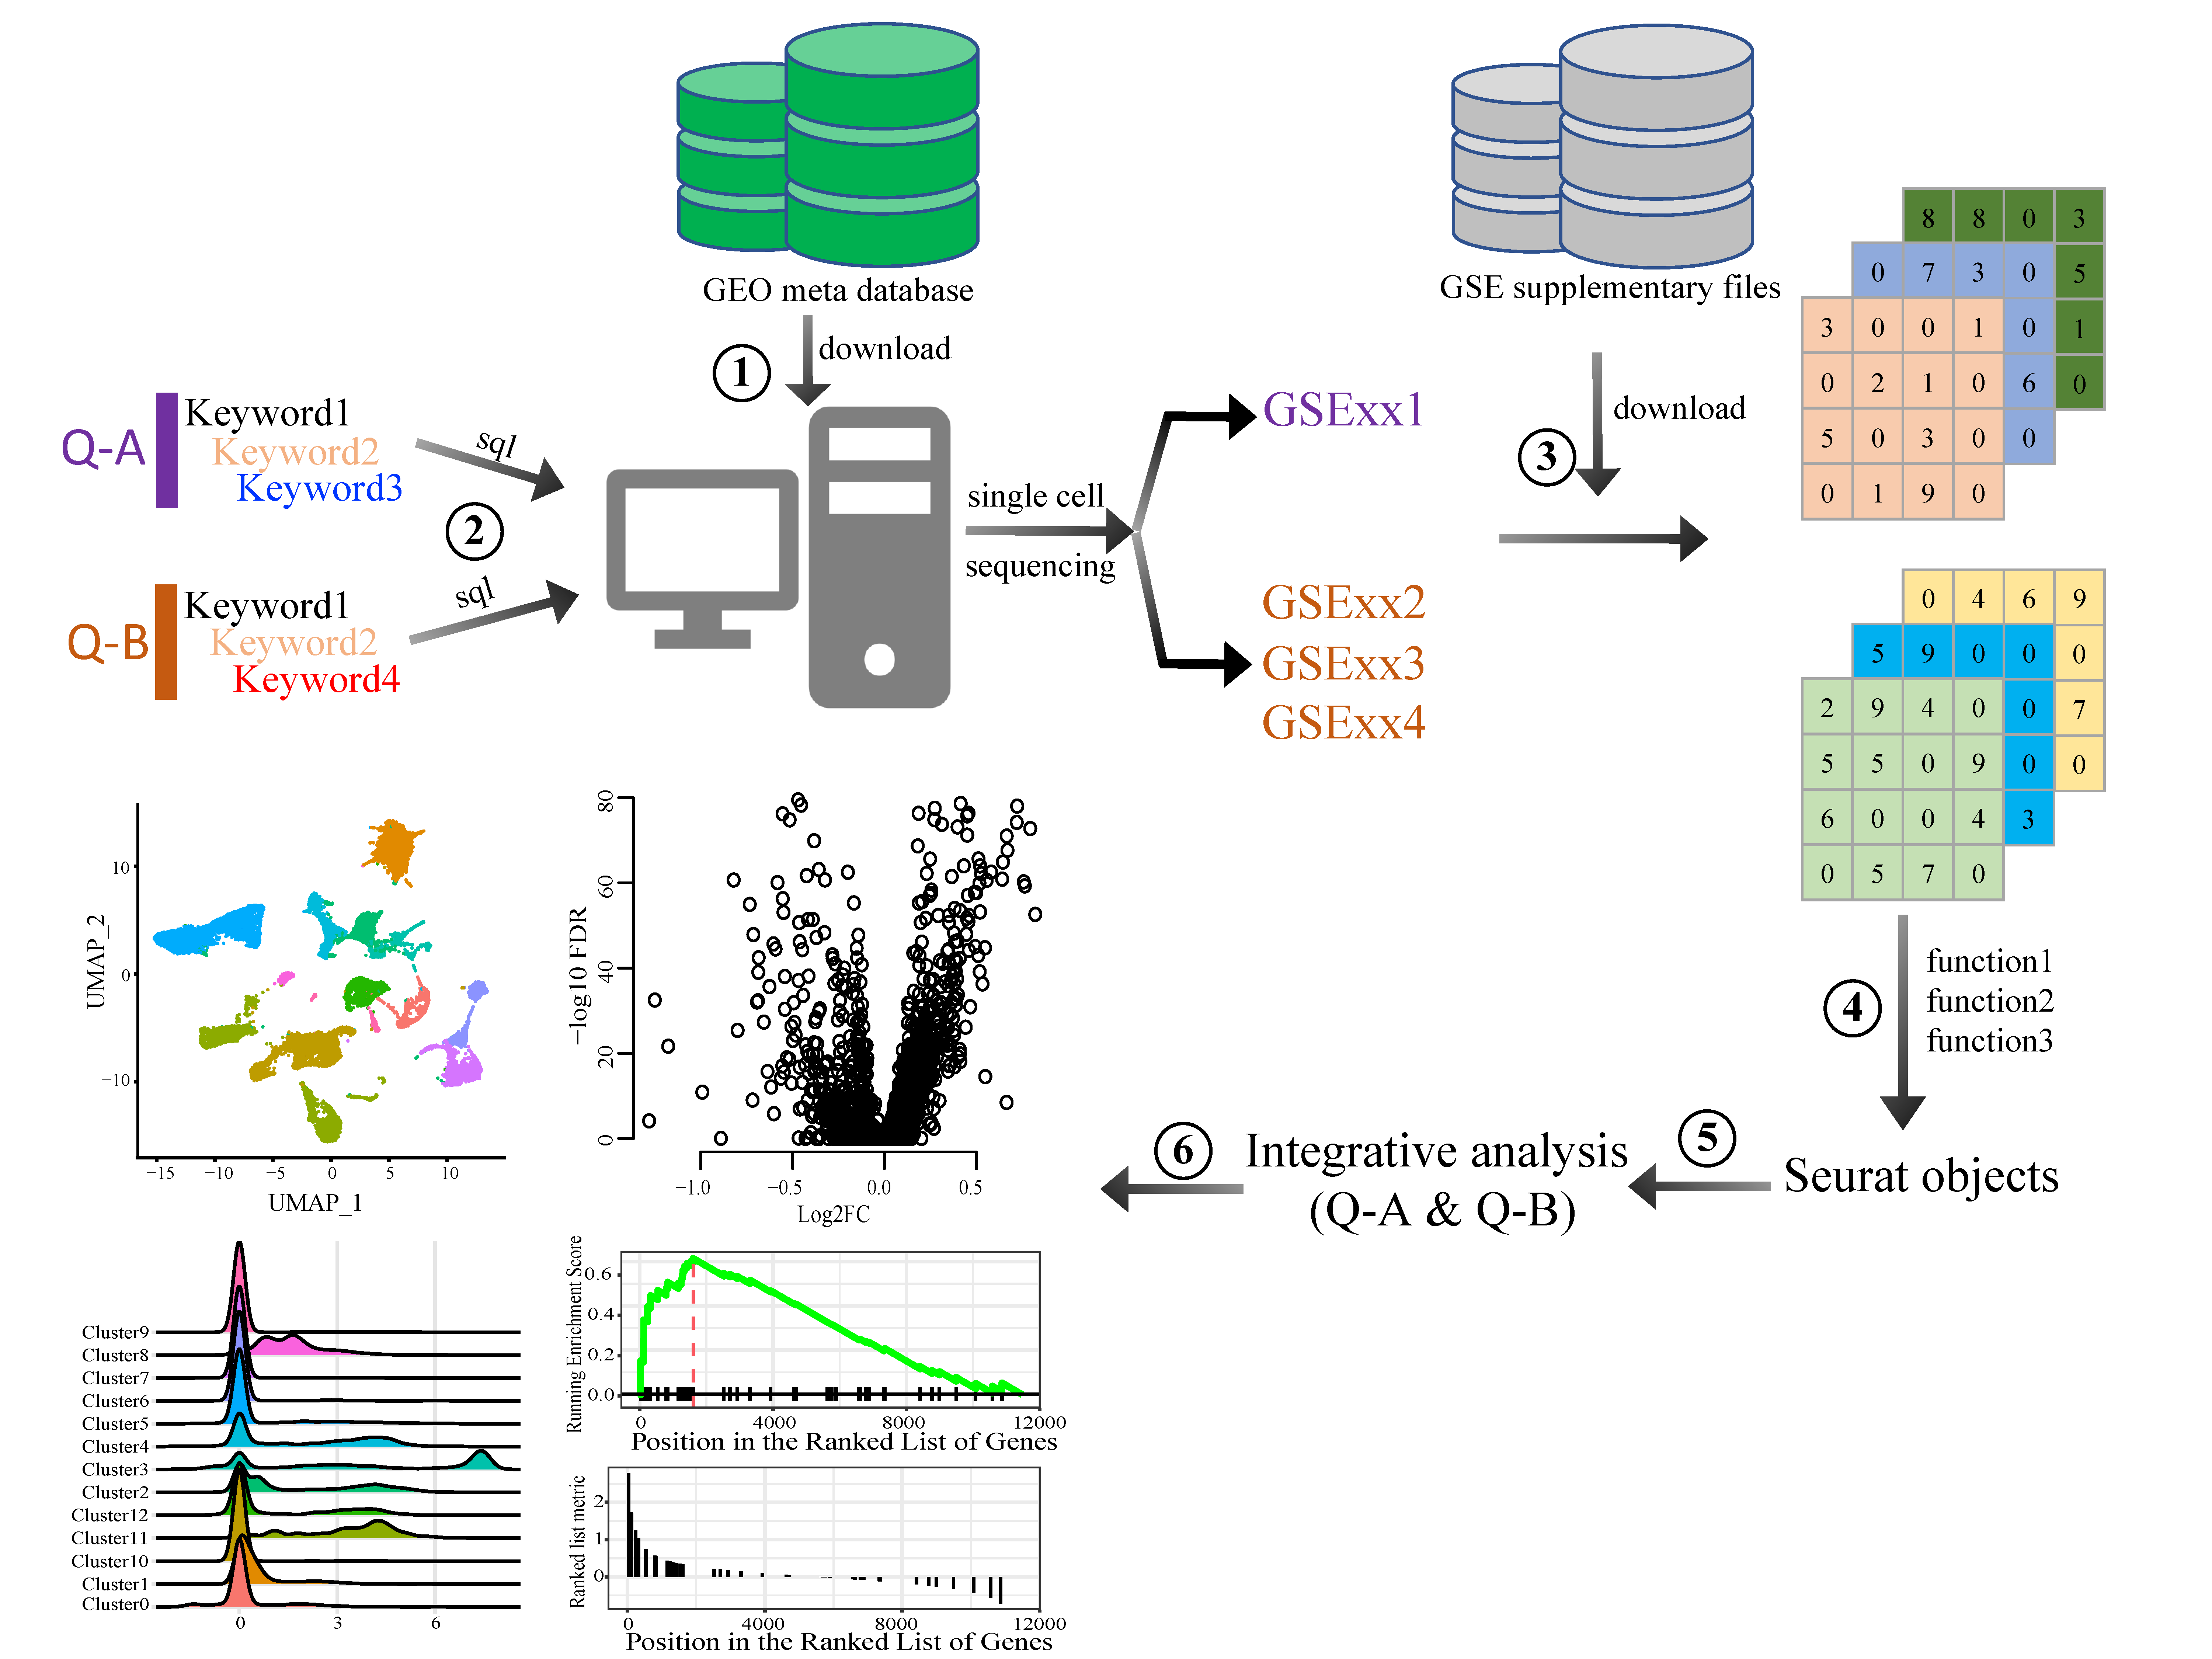 GEO meta database
GSE supplementary files
1
download
3
download
Q-A
Keyword1
Keyword2
Keyword3
sql
2
Q-B
Keyword1
Keyword2
Keyword4
sql
single cell
sequencing
GSExx1
GSExx2
GSExx3
GSExx4
8 8 0 3
0 7 3 0 5
3 0 0 1 0 1
0 2 1 0 6 0
5 0 3 0 0
0 1 9 0
0 4 6 9
5 9 0 0 0
2 9 4 0 0 7
5 5 0 9 0 0
6 0 0 4 3
0 5 7 0
4
function1
function2
function3
Seurat objects
5
Integrative analysis
(Q-A & Q-B)
6
UMAP_2
10
0
−10
−15 −10 −5 0 5 10
UMAP_1
−log10 FDR
80
60
40
20
0
−1.0 −0.5 0.0 0.5
Log2FC
Cluster9
Cluster8
Cluster7
Cluster6
Cluster5
Cluster4
Cluster3
Cluster2
Cluster12
Cluster11
Cluster10
Cluster1
Cluster0
0 3 6
Running Enrichment Score
0.6
0.4
0.2
0.0
0 4000 8000 12000
Position in the Ranked List of Genes
Ranked list metric
2
1
0
0 4000 8000 12000
Position in the Ranked List of Genes